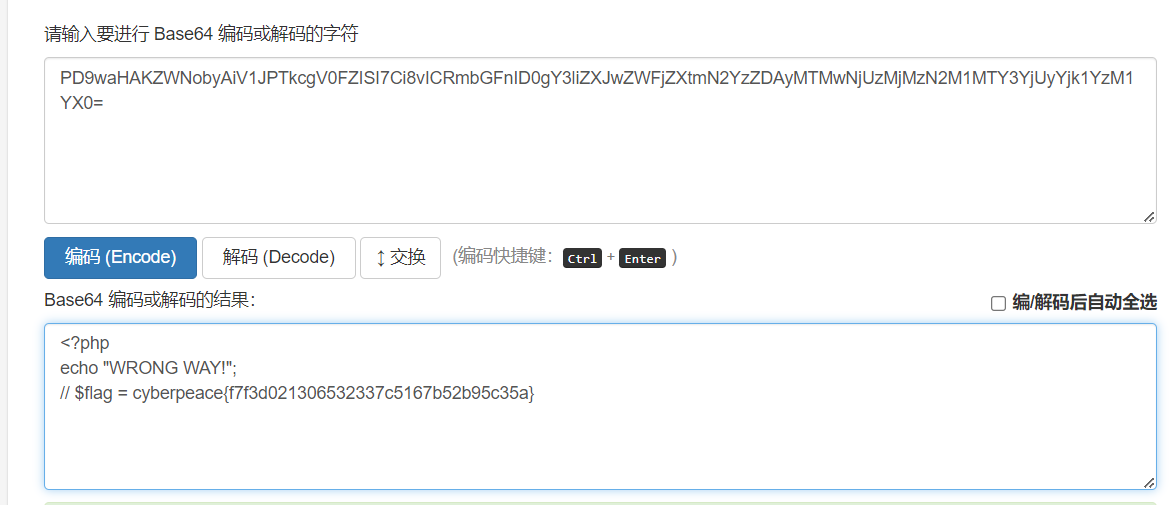 请输入要进行 Base64 编码或解码的字符
PD9waHAKZWNobyAiV1JPTkcgV0FZISI7Ci8vICRmbGFnID0gY3liZXJwZWFjZXtmN2YzZDAyMTMwNjUzMjMzN2M1MTY3YjUyYjk1YzM1
YX0=
编码 (Encode) 解码 (Decode) ↕ 交换 (编码快捷键: Ctrl + Enter )
Base64 编码或解码的结果: 编/解码后自动全选
<?php
echo "WRONG WAY!";
// $flag = cyberpeace{f7f3d021306532337c5167b52b95c35a}